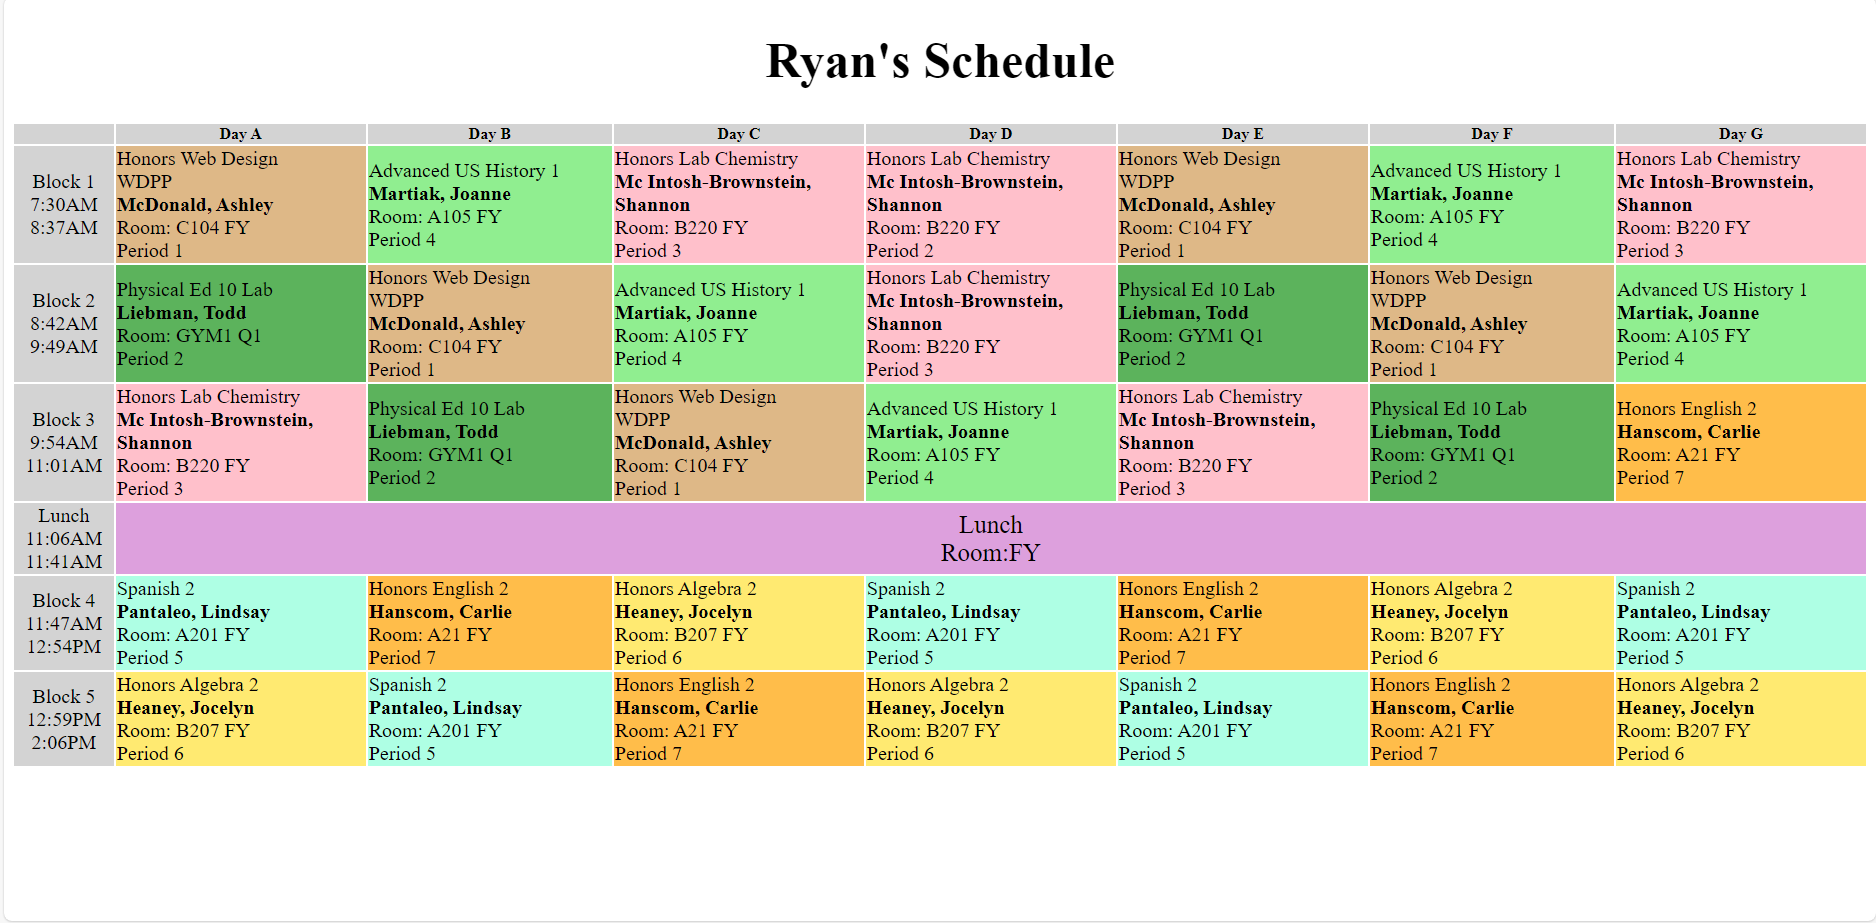 Ryan's Schedule
Day A
Day B
Day C
Day D
Day E
Day F
Day G
Block 1
7:30AM
8:37AM
Honors Web Design
WDPP
McDonald, Ashley
Room: C104 FY
Period 1
Advanced US History 1
Martiak, Joanne
Room: A105 FY
Period 4
Honors Lab Chemistry
Mc Intosh-Brownstein,
Shannon
Room: B220 FY
Period 3
Honors Lab Chemistry
Mc Intosh-Brownstein,
Shannon
Room: B220 FY
Period 2
Honors Web Design
WDPP
McDonald, Ashley
Room: C104 FY
Period 1
Advanced US History 1
Martiak, Joanne
Room: A105 FY
Period 4
Honors Lab Chemistry
Mc Intosh-Brownstein,
Shannon
Room: B220 FY
Period 3
Block 2
8:42AM
9:49AM
Physical Ed 10 Lab
Liebman, Todd
Room: GYM1 Q1
Period 2
Honors Web Design
WDPP
McDonald, Ashley
Room: C104 FY
Period 1
Advanced US History 1
Martiak, Joanne
Room: A105 FY
Period 4
Honors Lab Chemistry
Mc Intosh-Brownstein,
Shannon
Room: B220 FY
Period 3
Physical Ed 10 Lab
Liebman, Todd
Room: GYM1 Q1
Period 2
Honors Web Design
WDPP
McDonald, Ashley
Room: C104 FY
Period 1
Advanced US History 1
Martiak, Joanne
Room: A105 FY
Period 4
Block 3
9:54AM
11:01AM
Honors Lab Chemistry
Mc Intosh-Brownstein,
Shannon
Room: B220 FY
Period 3
Physical Ed 10 Lab
Liebman, Todd
Room: GYM1 Q1
Period 2
Honors Web Design
WDPP
McDonald, Ashley
Room: C104 FY
Period 1
Advanced US History 1
Martiak, Joanne
Room: A105 FY
Period 4
Honors Lab Chemistry
Mc Intosh-Brownstein,
Shannon
Room: B220 FY
Period 3
Physical Ed 10 Lab
Liebman, Todd
Room: GYM1 Q1
Period 2
Honors English 2
Hanscom, Carlie
Room: A21 FY
Period 7
Lunch
11:06AM
11:41AM
Lunch
Room:FY
Block 4
11:47AM
12:54PM
Spanish 2
Pantaleo, Lindsay
Room: A201 FY
Period 5
Honors English 2
Hanscom, Carlie
Room: A21 FY
Period 7
Honors Algebra 2
Heaney, Jocelyn
Room: B207 FY
Period 6
Spanish 2
Pantaleo, Lindsay
Room: A201 FY
Period 5
Honors English 2
Hanscom, Carlie
Room: A21 FY
Period 7
Honors Algebra 2
Heaney, Jocelyn
Room: B207 FY
Period 6
Spanish 2
Pantaleo, Lindsay
Room: A201 FY
Period 5
Block 5
12:59PM
2:06PM
Honors Algebra 2
Heaney, Jocelyn
Room: B207 FY
Period 6
Spanish 2
Pantaleo, Lindsay
Room: A201 FY
Period 5
Honors English 2
Hanscom, Carlie
Room: A21 FY
Period 7
Honors Algebra 2
Heaney, Jocelyn
Room: B207 FY
Period 6
Spanish 2
Pantaleo, Lindsay
Room: A201 FY
Period 5
Honors English 2
Hanscom, Carlie
Room: A21 FY
Period 7
Honors Algebra 2
Heaney, Jocelyn
Room: B207 FY
Period 6